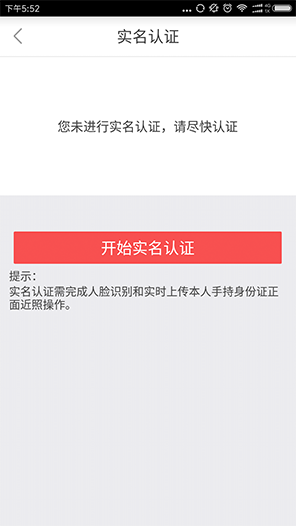 下午5:52
实名认证
您未进行实名认证，请尽快认证
开始实名认证
提示：
实名认证需完成人脸识别和实时上传本人手持身份证正
面近照操作。